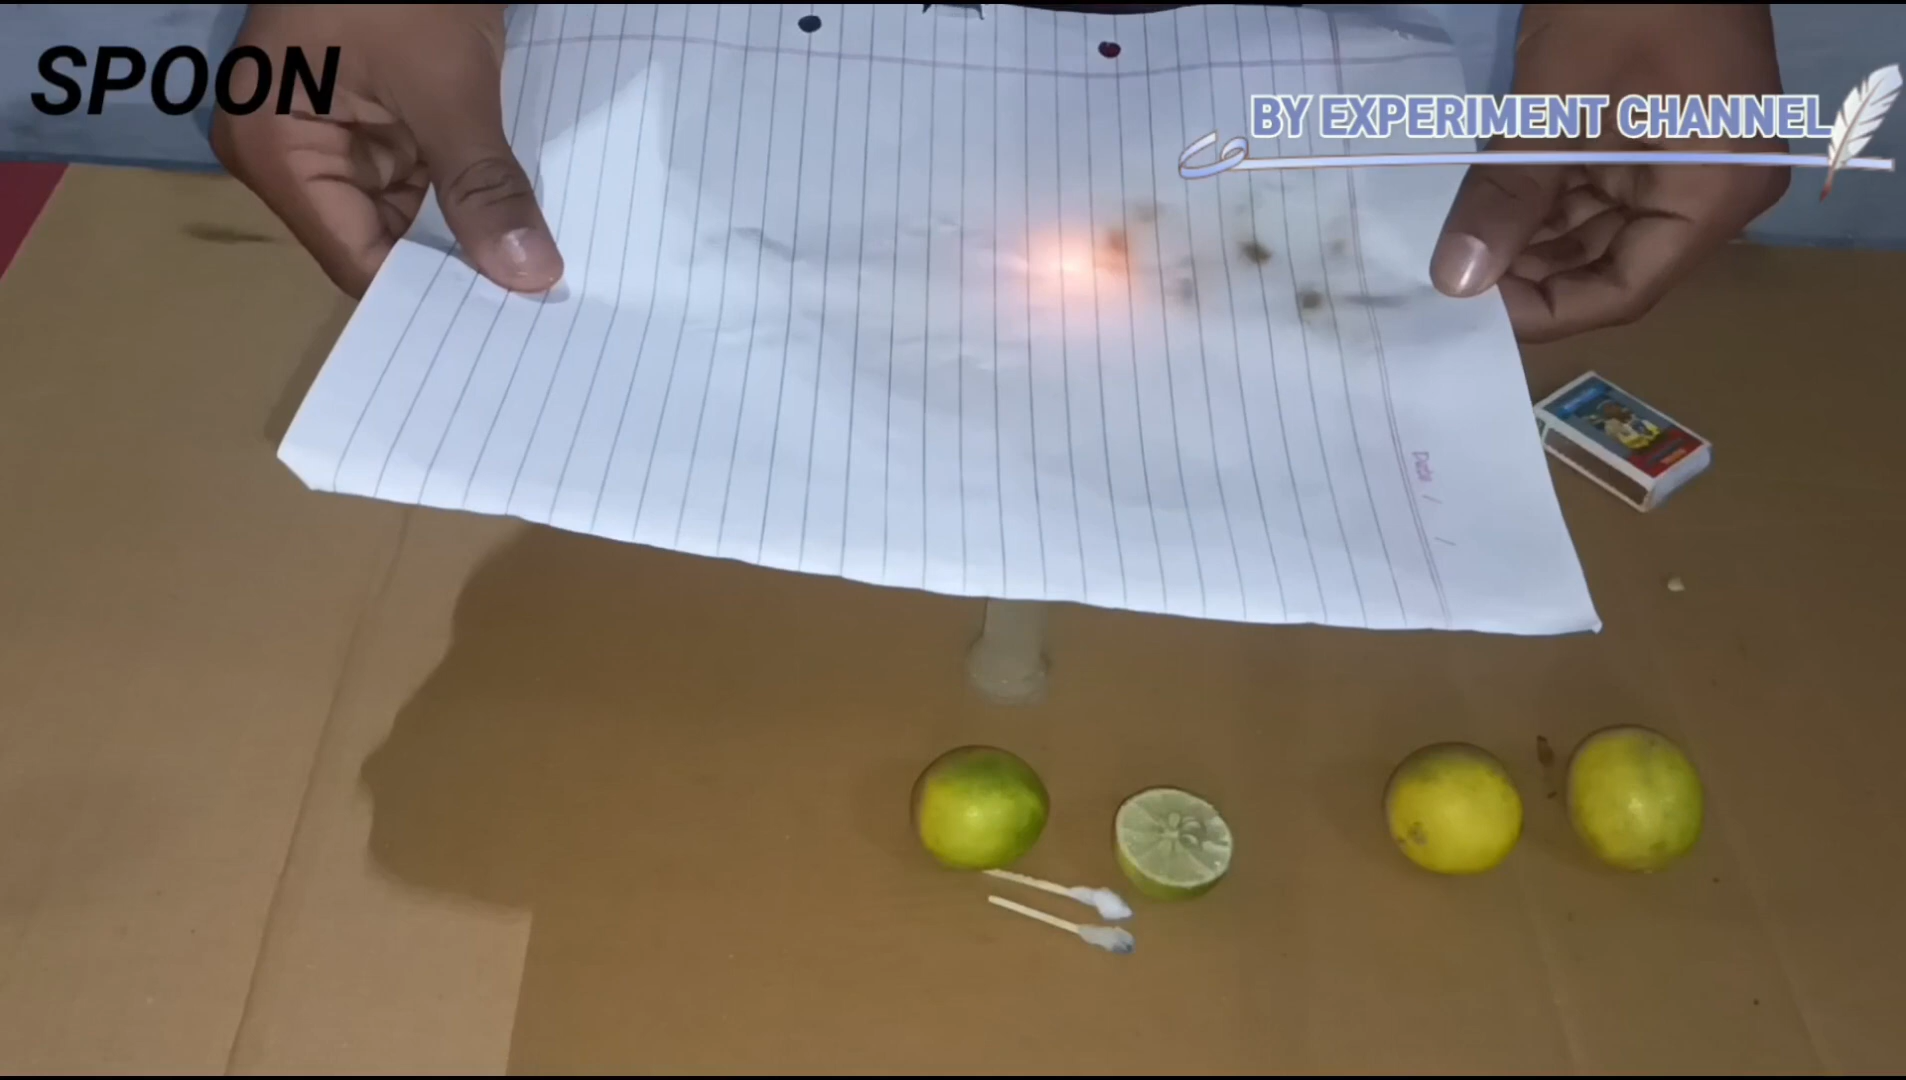 SPOON
BY EXPERIMENT CHANNEL
Date / /